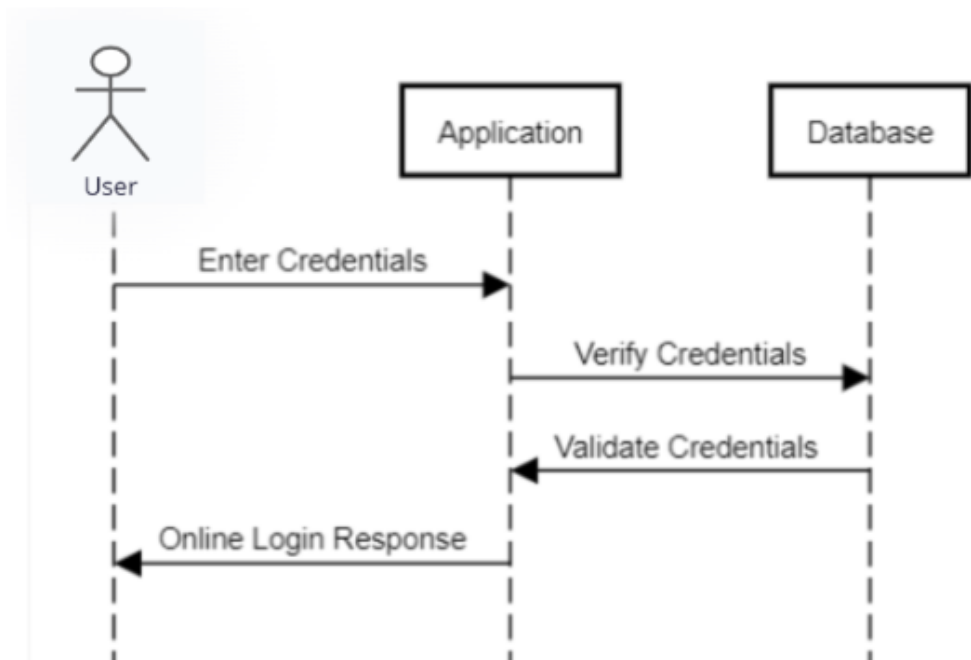 User
Application
Database
Enter Credentials
Verify Credentials
Validate Credentials
Online Login Response